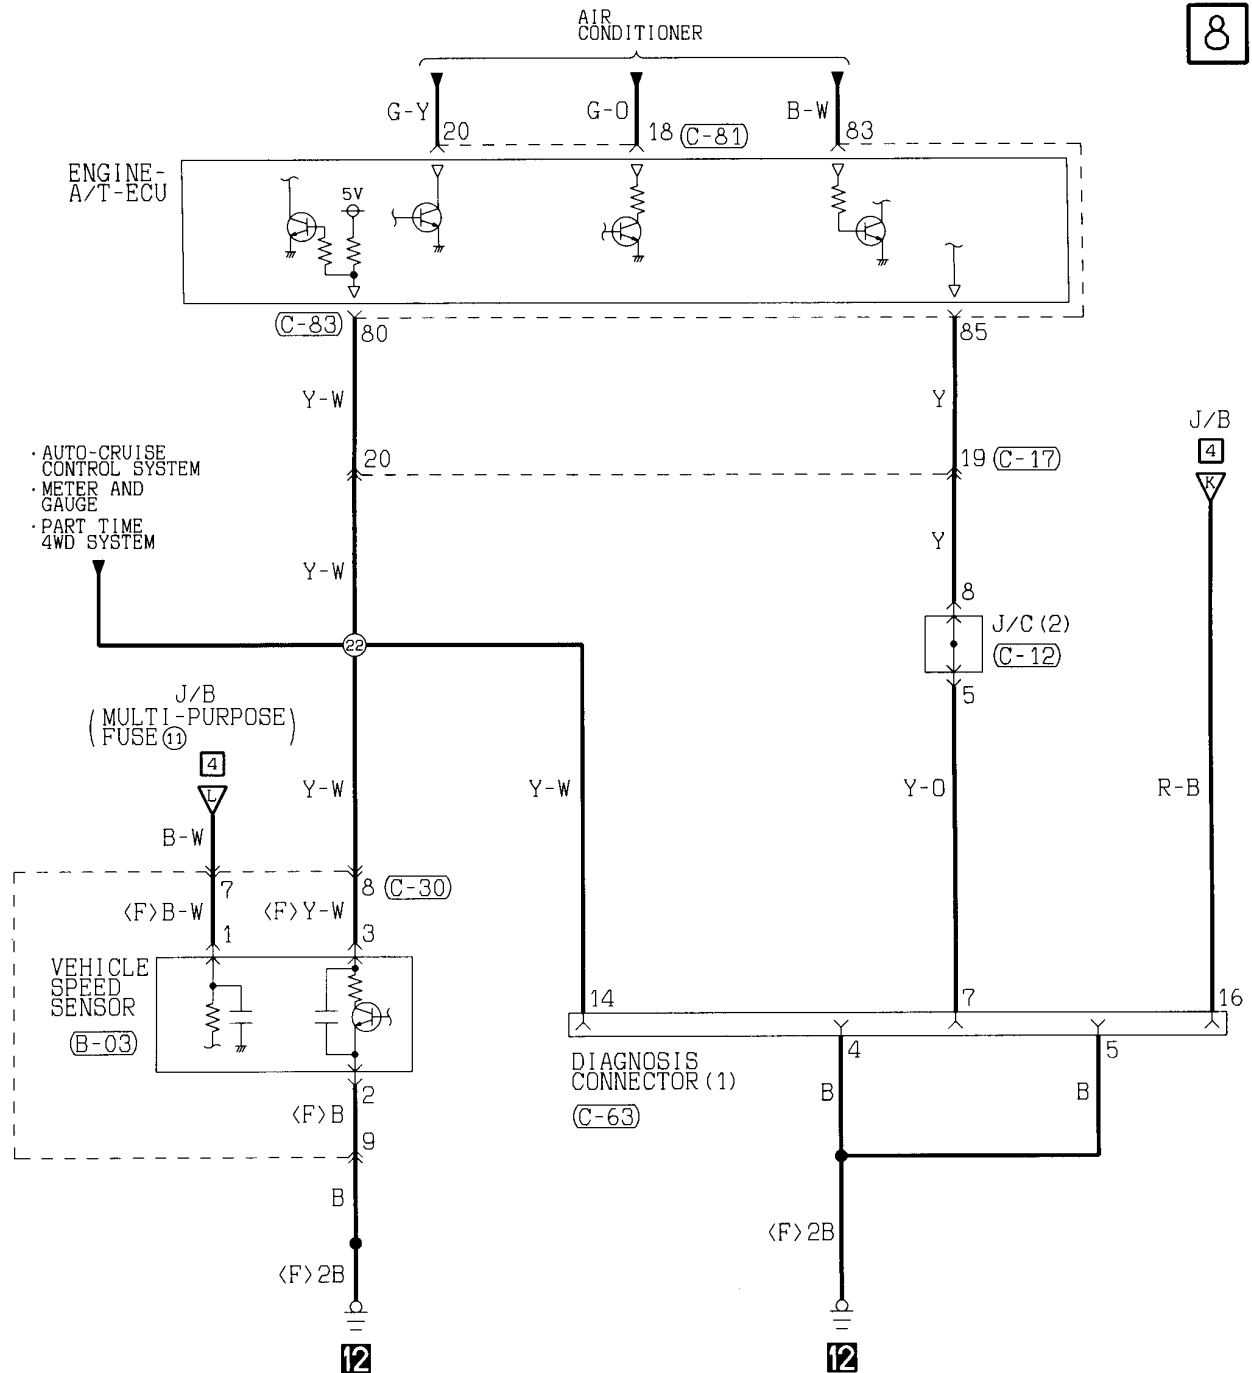 AIR
CONDITIONER
8
G-Y
G-O
B-W
20
18
(C-81)
83
ENGINE-
A/T-ECU
5V
(C-83)
80
85
Y-W
Y
J/B
4
K
· AUTO-CRUISE
CONTROL SYSTEM
· METER AND
GAUGE
· PART TIME
4WD SYSTEM
20
19
(C-17)
Y-W
Y
8
J/C(2)
(C-12)
5
22
J/B
(MULTI-PURPOSE
FUSE 11)
4
L
Y-W
Y-W
Y-O
R-B
B-W
7
8
(C-30)
<F>B-W
<F>Y-W
1
3
VEHICLE
SPEED
SENSOR
(B-03)
14
7
16
4
5
DIAGNOSIS
CONNECTOR(1)
(C-63)
2
<F>B
9
B
B
B
<F>2B
<F>2B
12
12